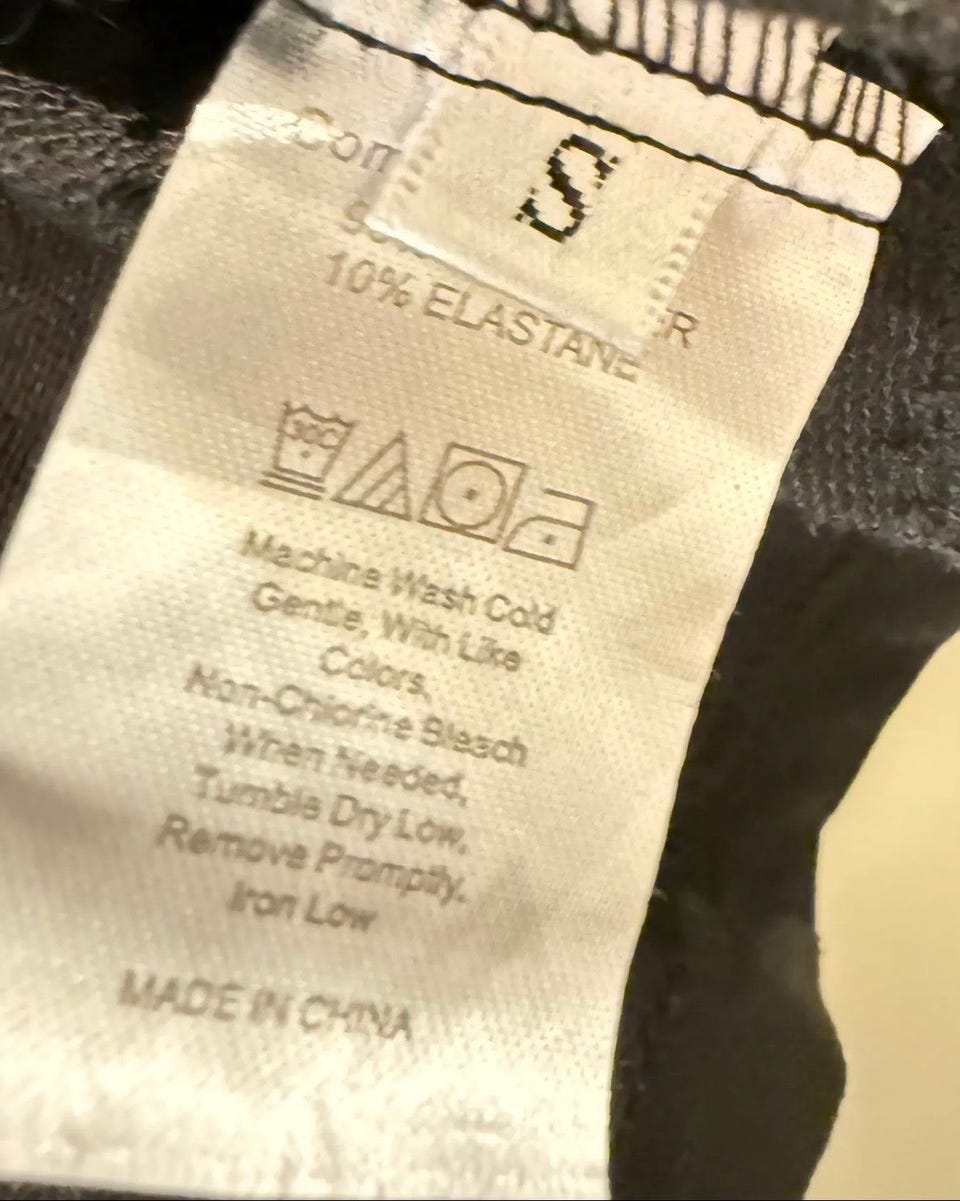 S
10% ELASTANE
30C
Machine Wash Cold
Gentle, With Like
Colors,
Non-Chlorine Bleach
When Needed,
Tumble Dry Low,
Remove Promptly,
Iron Low
MADE IN CHINA